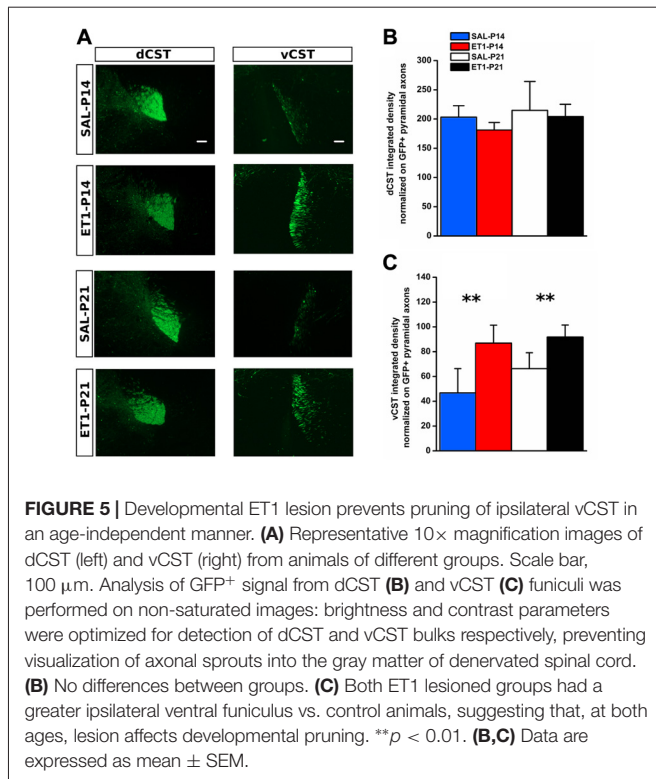 A
dCST
vCST
SAL-P14
ET1-P14
SAL-P21
ET1-P21
B
SAL-P14
ET1-P14
SAL-P21
ET1-P21
dCST integrated density
normalized on GFP+ pyramidal axons
300
250
200
150
100
50
0
C
vCST integrated density
normalized on GFP+ pyramidal axons
140
120
100
80
60
40
20
0
**
**
FIGURE 5 | Developmental ET1 lesion prevents pruning of ipsilateral vCST in
an age-independent manner. (A) Representative 10× magnification images of
dCST (left) and vCST (right) from animals of different groups. Scale bar,
100 μm. Analysis of GFP+ signal from dCST (B) and vCST (C) funiculi was
performed on non-saturated images: brightness and contrast parameters
were optimized for detection of dCST and vCST bulks respectively, preventing
visualization of axonal sprouts into the gray matter of denervated spinal cord.
(B) No differences between groups. (C) Both ET1 lesioned groups had a
greater ipsilateral ventral funiculus vs. control animals, suggesting that, at both
ages, lesion affects developmental pruning. **p < 0.01. (B,C) Data are
expressed as mean ± SEM.